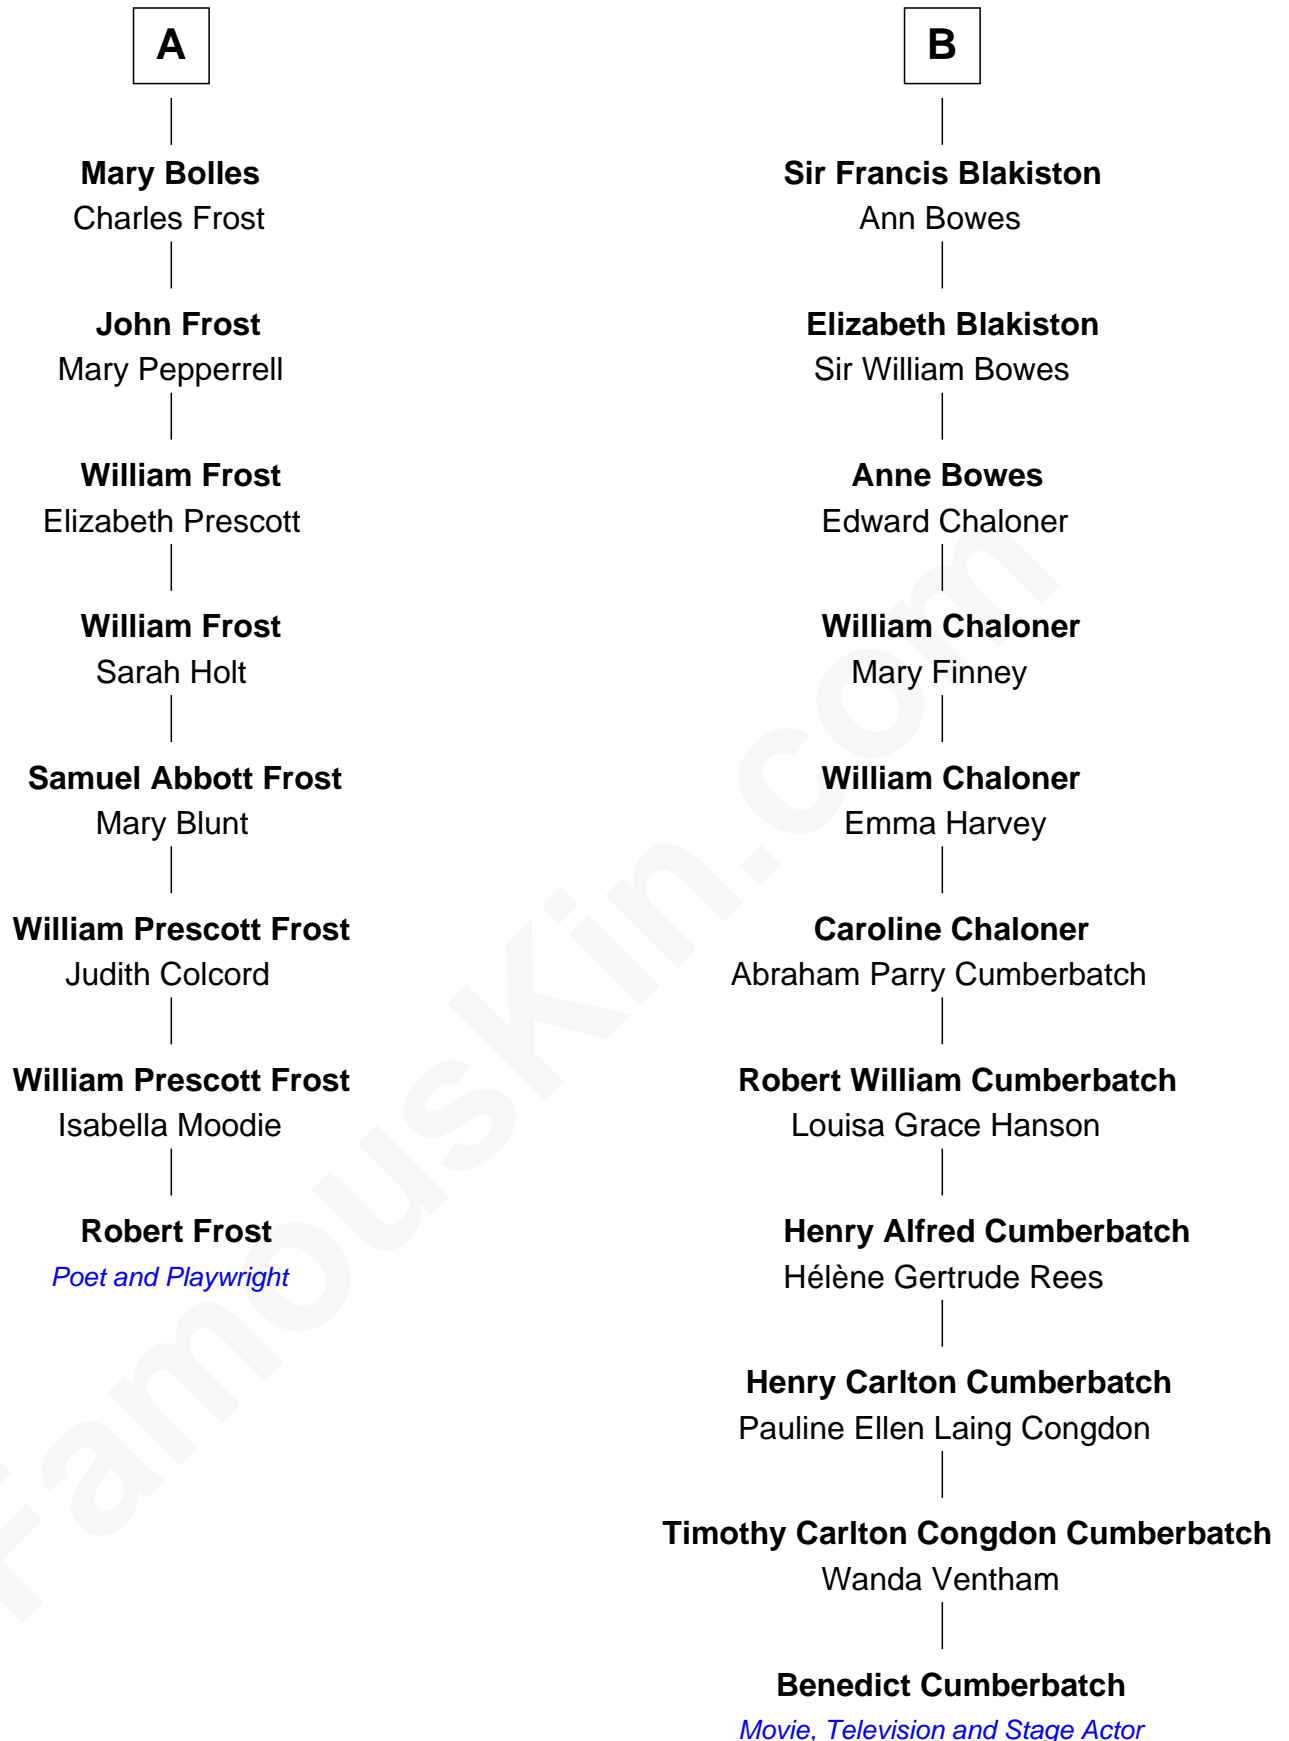 A
Mary Bolles
Charles Frost
John Frost
Mary Pepperrell
William Frost
Elizabeth Prescott
William Frost
Sarah Holt
Samuel Abbott Frost
Mary Blunt
William Prescott Frost
Judith Colcord
William Prescott Frost
Isabella Moodie
Robert Frost
Poet and Playwright
B
Sir Francis Blakiston
Ann Bowes
Elizabeth Blakiston
Sir William Bowes
Anne Bowes
Edward Chaloner
William Chaloner
Mary Finney
William Chaloner
Emma Harvey
Caroline Chaloner
Abraham Parry Cumberbatch
Robert William Cumberbatch
Louisa Grace Hanson
Henry Alfred Cumberbatch
Hélène Gertrude Rees
Henry Carlton Cumberbatch
Pauline Ellen Laing Congdon
Timothy Carlton Congdon Cumberbatch
Wanda Ventham
Benedict Cumberbatch
Movie, Television and Stage Actor
FamousKin.com